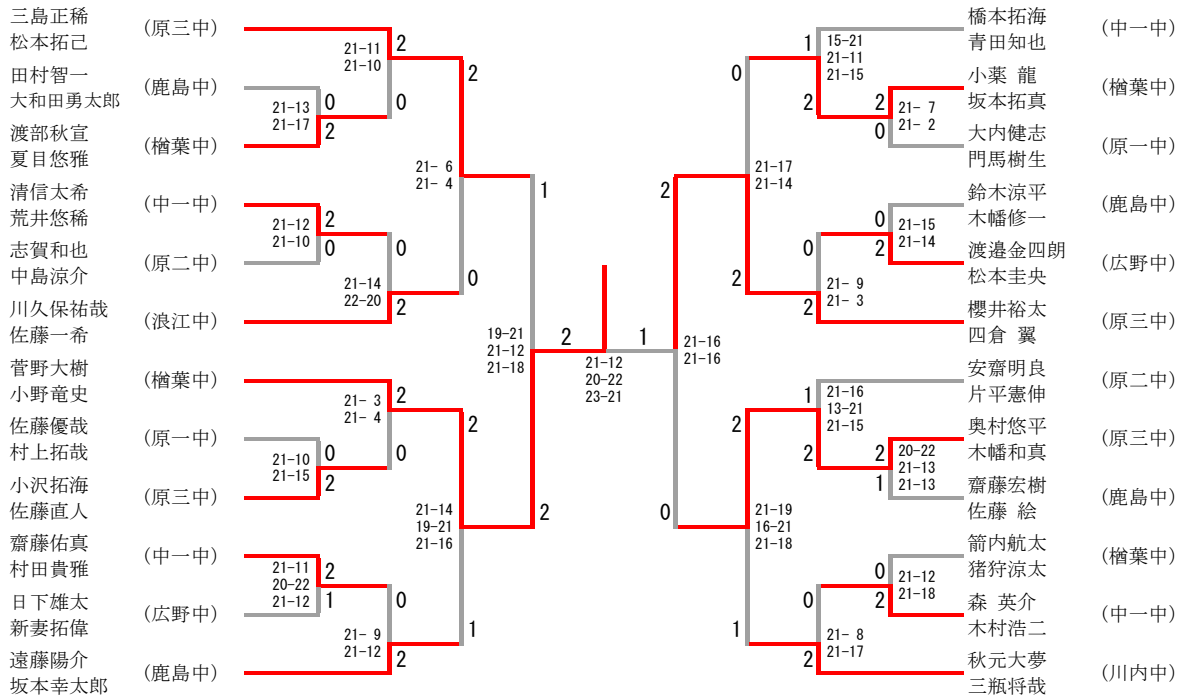 三島正稀
松本拓己
(原三中)
田村智一
大和田勇太郎
(鹿島中)
渡部秋宣
夏目悠雅
(楢葉中)
清信太希
荒井悠稀
(中一中)
志賀和也
中島涼介
(原二中)
川久保祐哉
佐藤一希
(浪江中)
菅野大樹
小野竜史
(楢葉中)
佐藤優哉
村上拓哉
(原一中)
小沢拓海
佐藤直人
(原三中)
齋藤佑真
村田貴雅
(中一中)
日下雄太
新妻拓偉
(広野中)
遠藤陽介
坂本幸太郎
(鹿島中)
21-11
21-10
2
0
21-13
21-17
0
2
21-12
21-10
2
0
21-14
22-20
0
2
21- 6
21- 4
2
0
21- 3
21- 4
2
0
21-10
21-15
0
2
21-11
20-22
21-12
2
1
21- 9
21-12
0
2
21-14
19-21
21-16
2
1
19-21
21-12
21-18
1
2
2
1
21-12
20-22
23-21
21-16
21-16
2
0
21-17
21-14
0
2
15-21
21-11
21-15
1
2
21- 7
21- 2
2
0
21-15
21-14
0
2
21- 9
21- 3
0
2
21-19
16-21
21-18
2
1
21-16
13-21
21-15
1
2
20-22
21-13
21-13
2
1
21-12
21-18
0
2
21- 8
21-17
0
2
橋本拓海
青田知也
(中一中)
小薬 龍
坂本拓真
(楢葉中)
大内健志
門馬樹生
(原一中)
鈴木涼平
木幡修一
(鹿島中)
渡邉金四朗
松本圭央
(広野中)
櫻井裕太
四倉 翼
(原三中)
安齋明良
片平憲伸
(原二中)
奥村悠平
木幡和真
(原三中)
齋藤宏樹
佐藤 絵
(鹿島中)
箭内航太
猪狩涼太
(楢葉中)
森 英介
木村浩二
(中一中)
秋元大夢
三瓶将哉
(川内中)